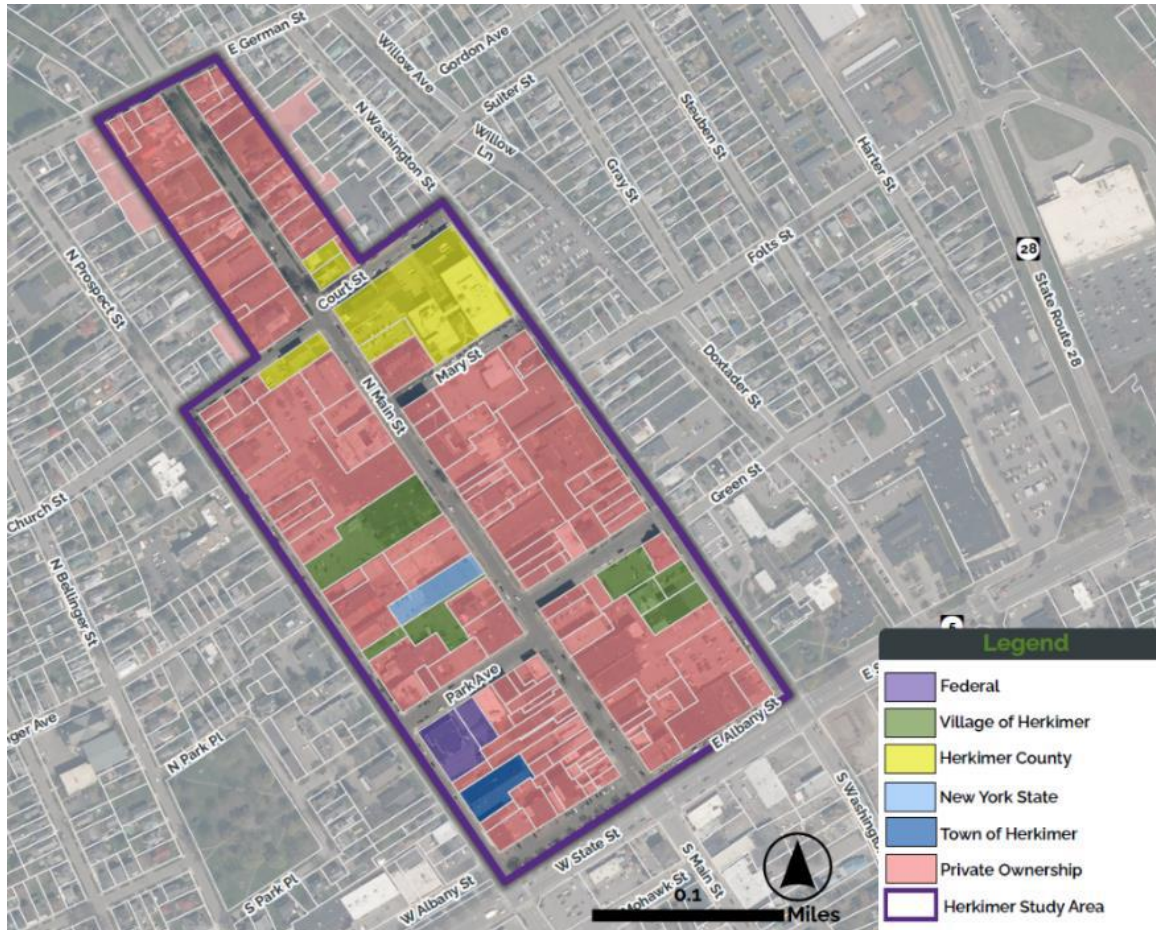 E German St
Willow Ave
Gordon Ave
Suiter St
N Washington St
Willow
Ln
Steuben St
Gray St
Harter St
Folts St
28
State Route 28
N Prospect St
Court St
Mary St
N Main St
Doxtader St
Green St
Church St
N Bellinger St
5
Park Ave
E Albany St
N Park Pl
S Park Pl
W State St
W Albany St
S Main St
Mohawk St
0.1
Miles
Legend
Federal
Village of Herkimer
Herkimer County
New York State
Town of Herkimer
Private Ownership
Herkimer Study Area